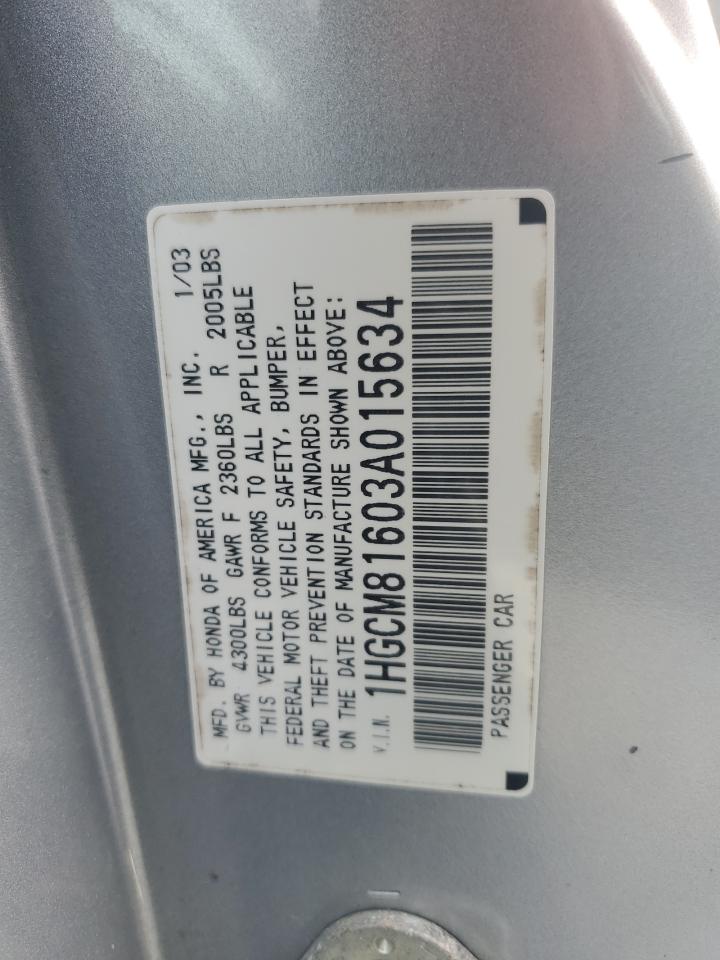 MFD. BY HONDA OF AMERICA MFG., INC. 1/03
GVWR 4300LBS GAWR F 2360LBS R 2005LBS
THIS VEHICLE CONFORMS TO ALL APPLICABLE
FEDERAL MOTOR VEHICLE SAFETY, BUMPER,
AND THEFT PREVENTION STANDARDS IN EFFECT
ON THE DATE OF MANUFACTURE SHOWN ABOVE:
V.I.N. 1HGCM81603A015634
PASSENGER CAR